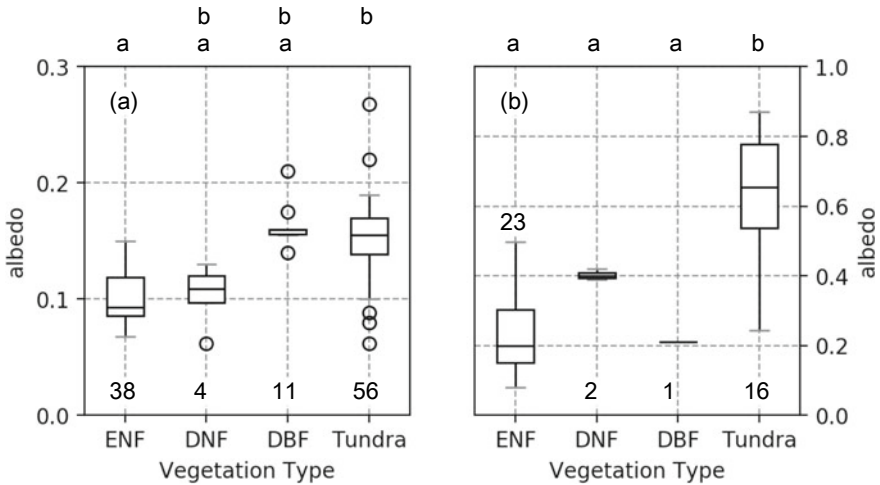 b b b
a a a b
(a)
0.3
0.2
0.1
0.0
albedo
38 4 11 56
ENF DNF DBF Tundra
Vegetation Type
a a a b
(b)
23
2 1 16
1.0
0.8
0.6
0.4
0.2
0.0
albedo
ENF DNF DBF Tundra
Vegetation Type